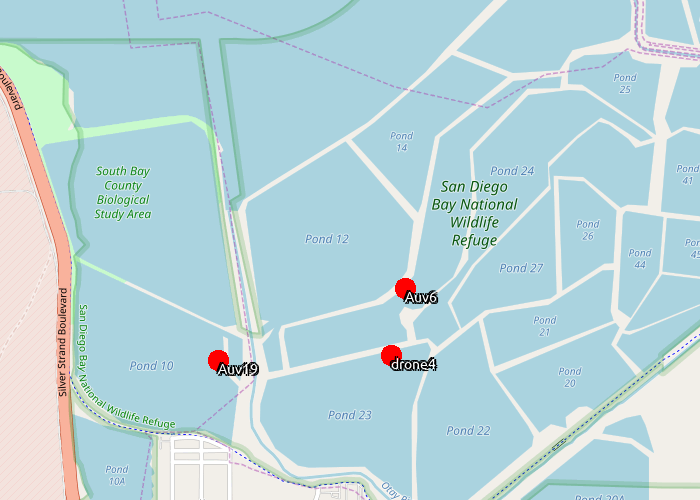 Pond
25
Boulevard
Pond
14
Pond 24
Pond
41
South Bay
County
Biological
Study Area
San Diego
Bay National
Wildlife
Refuge
Pond 12
Pond
26
Pond
44
Pond 27
Auv6
Pond
21
Silver Strand Boulevard
San Diego Bay National Wildlife Refuge
Pond 10
Auv19
drone4
Pond
20
Pond 23
Pond 22
Pond
10A
Pond 20A